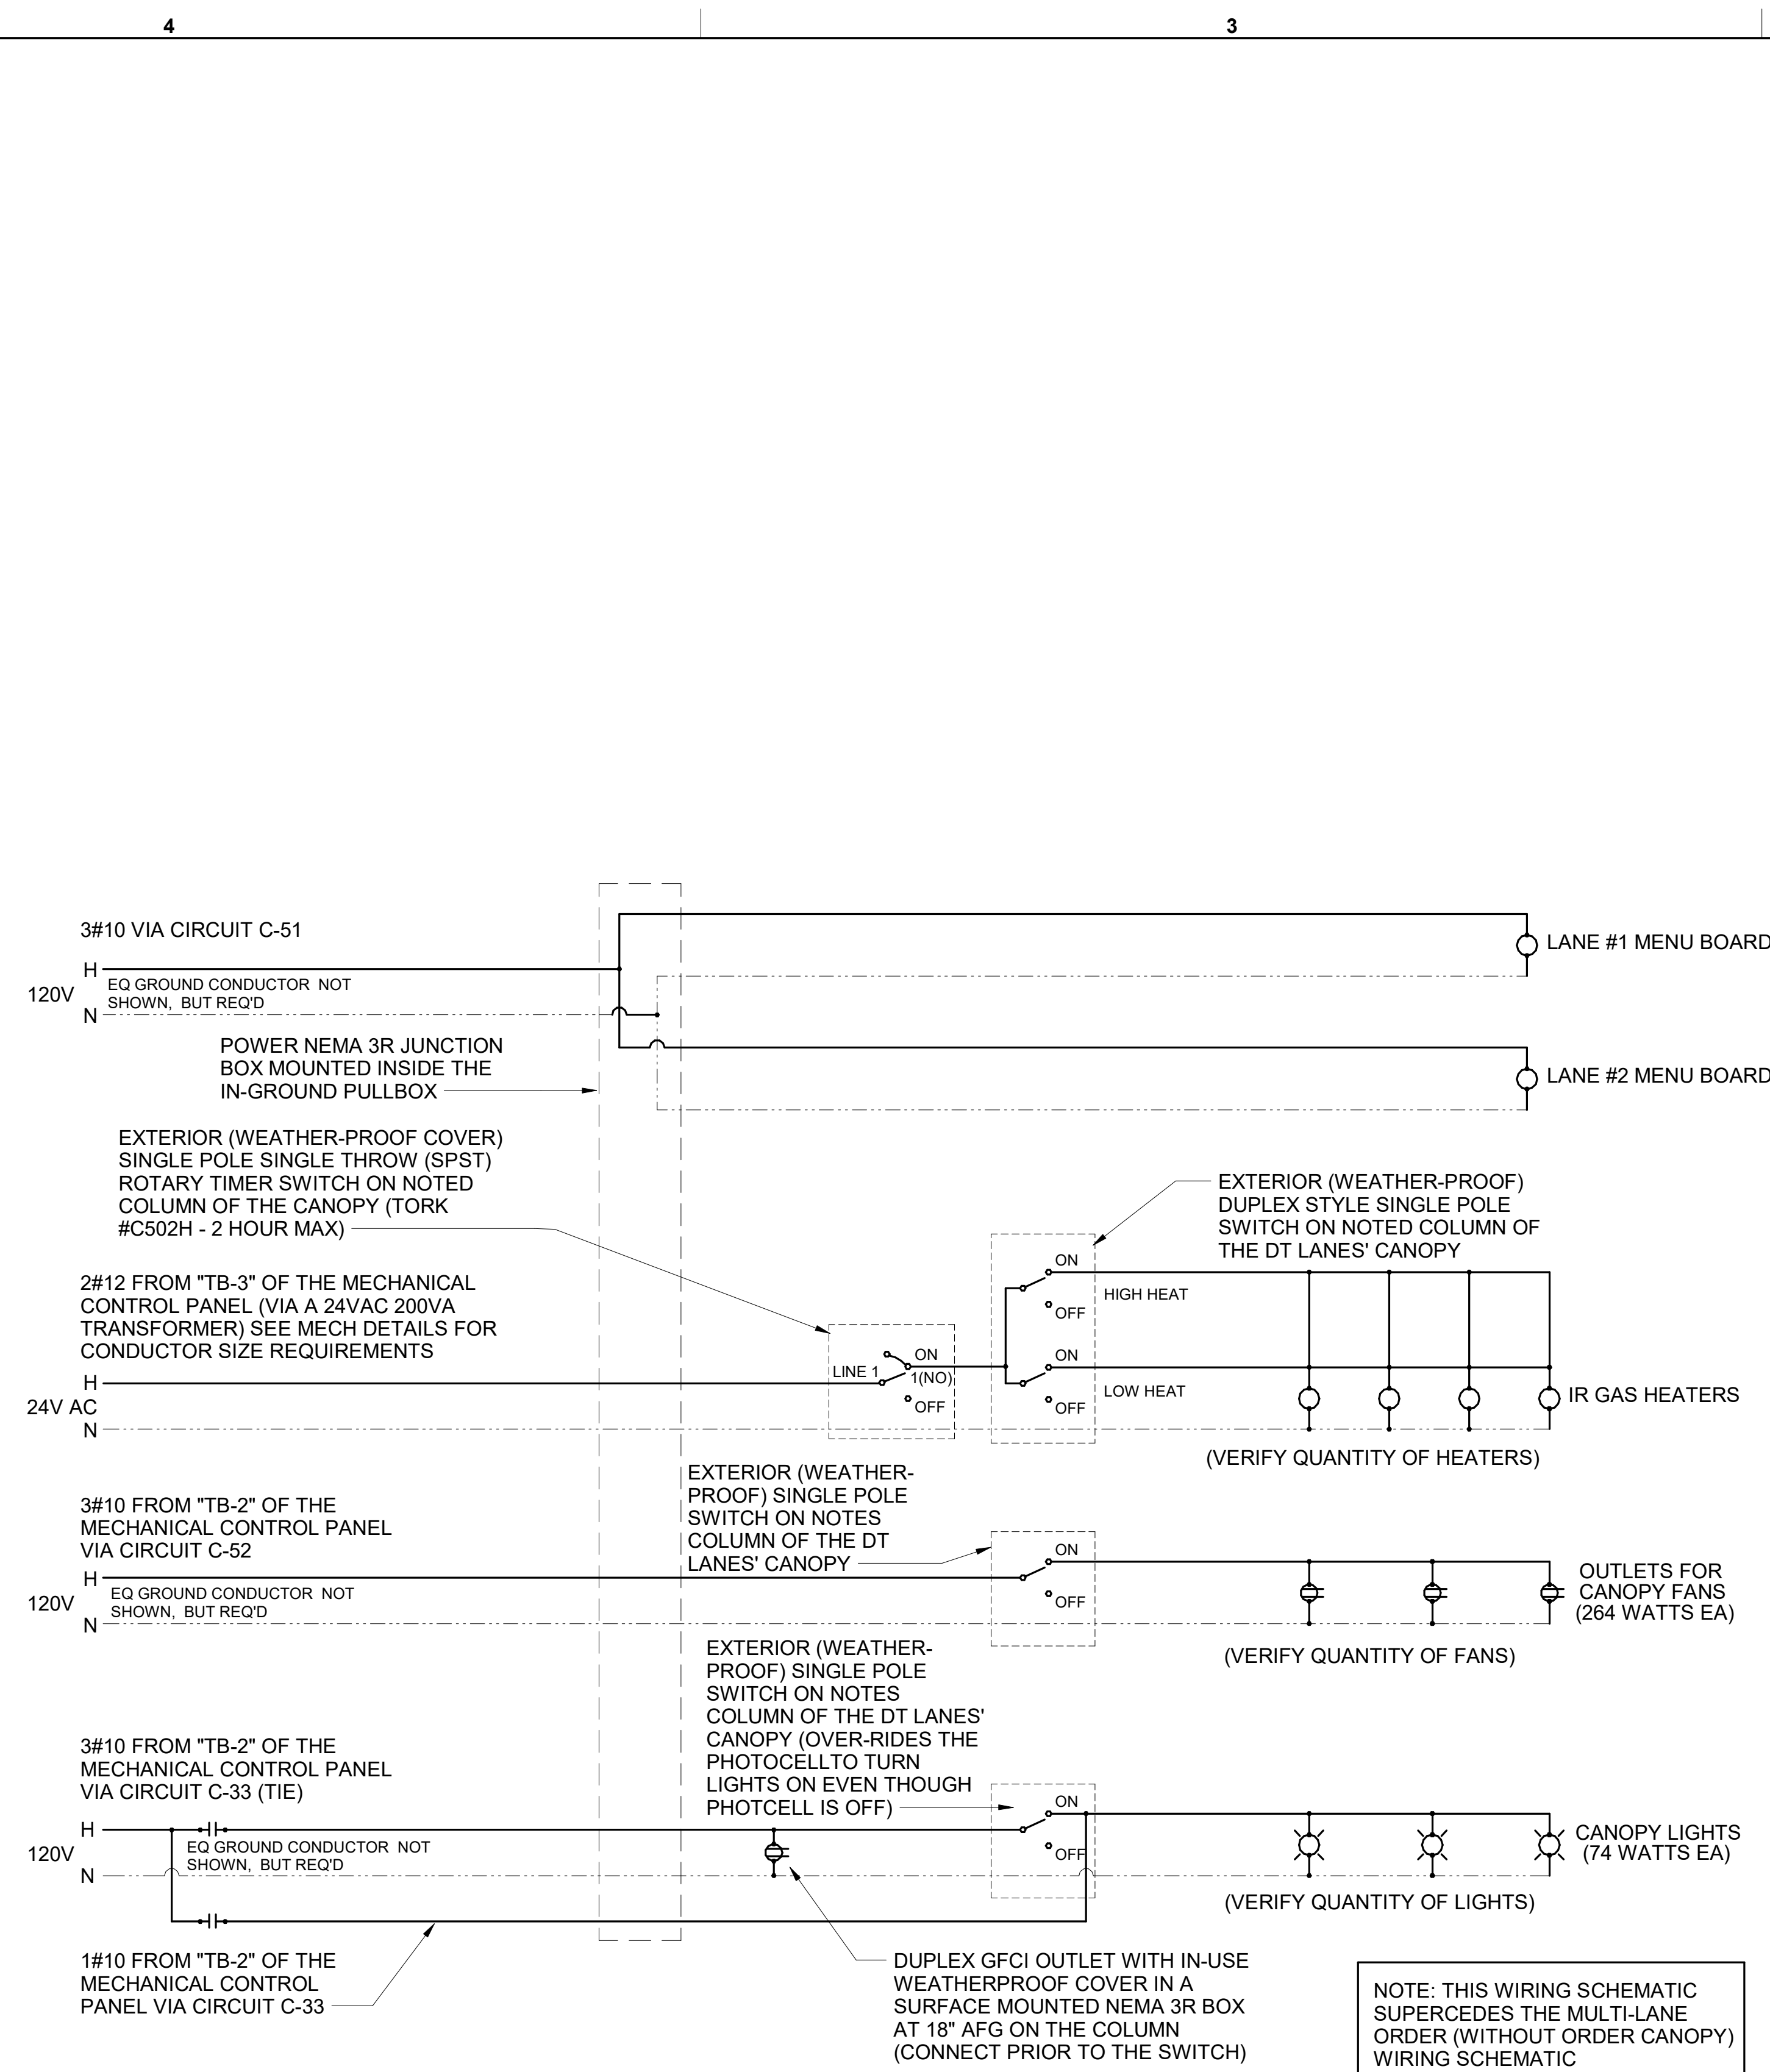 4
3
3#10 VIA CIRCUIT C-51
H
EQ GROUND CONDUCTOR NOT
SHOWN, BUT REQ'D
120V
N
LANE #1 MENU BOARD
LANE #2 MENU BOARD
POWER NEMA 3R JUNCTION
BOX MOUNTED INSIDE THE
IN-GROUND PULLBOX
EXTERIOR (WEATHER-PROOF COVER)
SINGLE POLE SINGLE THROW (SPST)
ROTARY TIMER SWITCH ON NOTED
COLUMN OF THE CANOPY (TORK
#C502H - 2 HOUR MAX)
EXTERIOR (WEATHER-PROOF)
DUPLEX STYLE SINGLE POLE
SWITCH ON NOTED COLUMN OF
THE DT LANES' CANOPY
2#12 FROM "TB-3" OF THE MECHANICAL
CONTROL PANEL (VIA A 24VAC 200VA
TRANSFORMER) SEE MECH DETAILS FOR
CONDUCTOR SIZE REQUIREMENTS
H
24V AC
N
LINE 1
ON
1(NO)
OFF
ON
HIGH HEAT
OFF
ON
LOW HEAT
OFF
IR GAS HEATERS
(VERIFY QUANTITY OF HEATERS)
EXTERIOR (WEATHER-
PROOF) SINGLE POLE
SWITCH ON NOTES
COLUMN OF THE DT
LANES' CANOPY
3#10 FROM "TB-2" OF THE
MECHANICAL CONTROL PANEL
VIA CIRCUIT C-52
H
EQ GROUND CONDUCTOR NOT
SHOWN, BUT REQ'D
120V
N
ON
OFF
OUTLETS FOR
CANOPY FANS
(264 WATTS EA)
(VERIFY QUANTITY OF FANS)
EXTERIOR (WEATHER-
PROOF) SINGLE POLE
SWITCH ON NOTES
COLUMN OF THE DT LANES'
CANOPY (OVER-RIDES THE
PHOTOCELLTO TURN
LIGHTS ON EVEN THOUGH
PHOTCELL IS OFF)
3#10 FROM "TB-2" OF THE
MECHANICAL CONTROL PANEL
VIA CIRCUIT C-33 (TIE)
H
EQ GROUND CONDUCTOR NOT
SHOWN, BUT REQ'D
120V
N
ON
OFF
CANOPY LIGHTS
(74 WATTS EA)
(VERIFY QUANTITY OF LIGHTS)
1#10 FROM "TB-2" OF THE
MECHANICAL CONTROL
PANEL VIA CIRCUIT C-33
DUPLEX GFCI OUTLET WITH IN-USE
WEATHERPROOF COVER IN A
SURFACE MOUNTED NEMA 3R BOX
AT 18" AFG ON THE COLUMN
(CONNECT PRIOR TO THE SWITCH)
NOTE: THIS WIRING SCHEMATIC
SUPERCEDES THE MULTI-LANE
ORDER (WITHOUT ORDER CANOPY)
WIRING SCHEMATIC